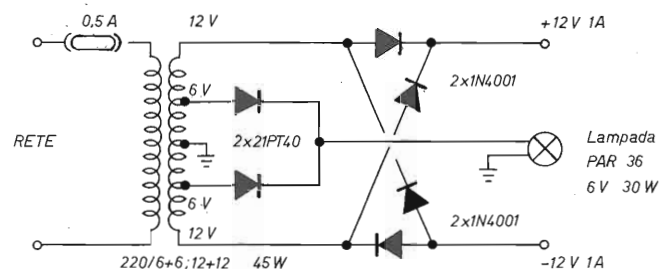 0,5 A
12 V
+12 V 1A
6 V
2x1N4001
RETE
2x21PT40
Lampada
PAR 36
6 V 30 W
6 V
2x1N4001
12 V
220/6+6;12+12 45W
-12 V 1A